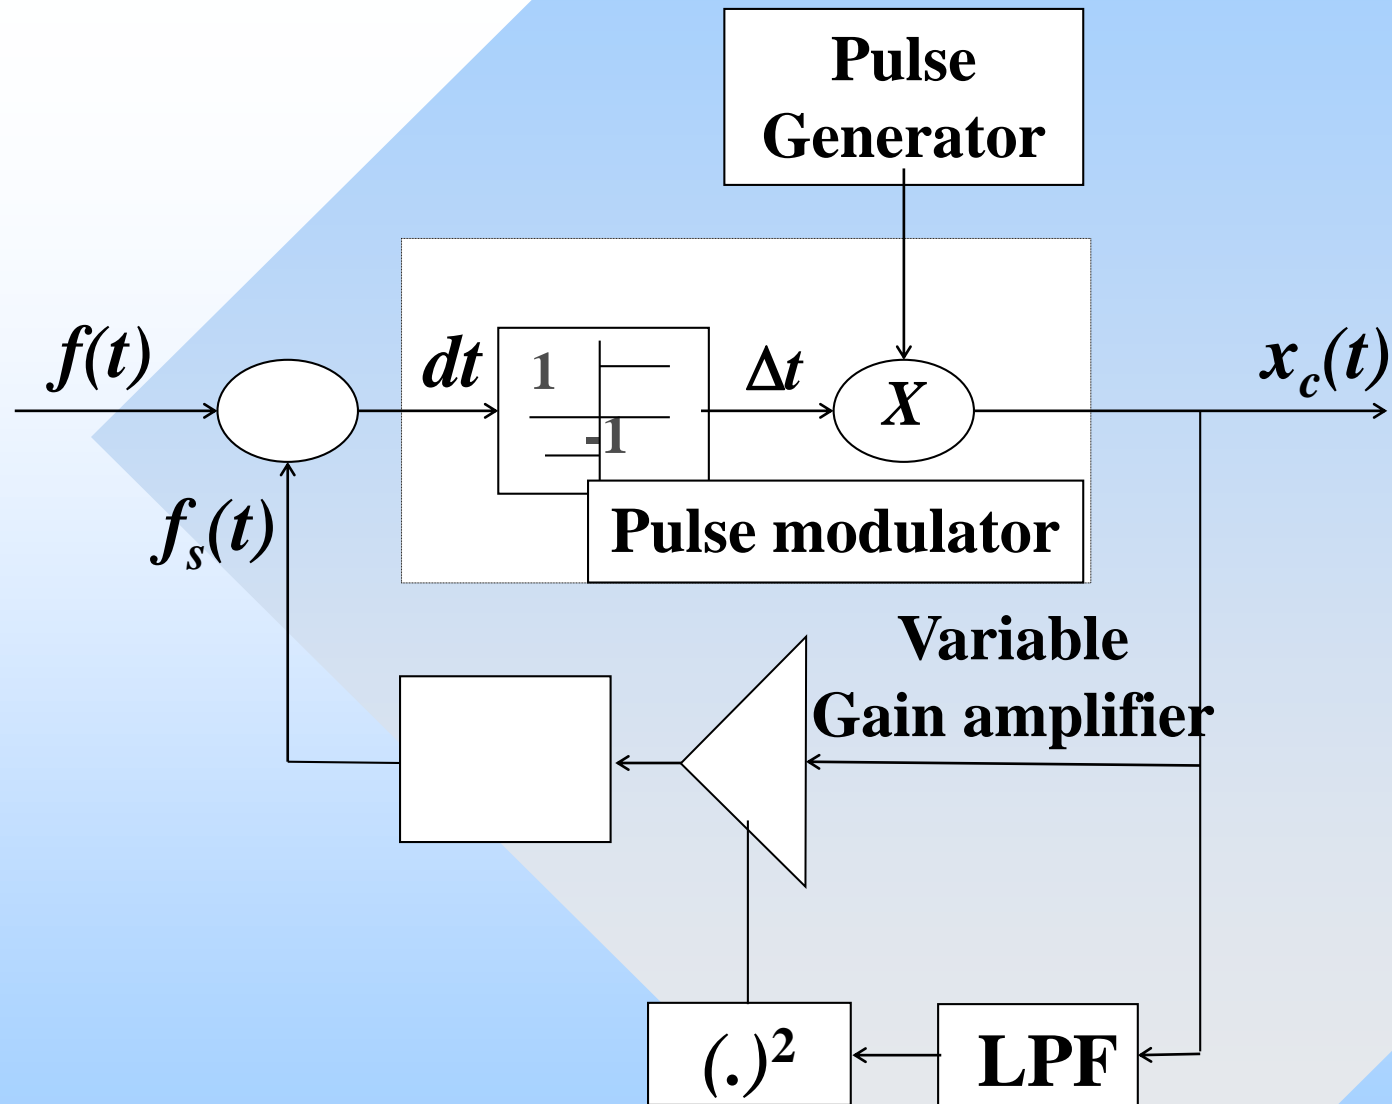 Pulse
Generator
f(t)
dt
1
-1
Δt
X
x_c(t)
f_s(t)
Pulse modulator
Variable
Gain amplifier
(.)²
LPF